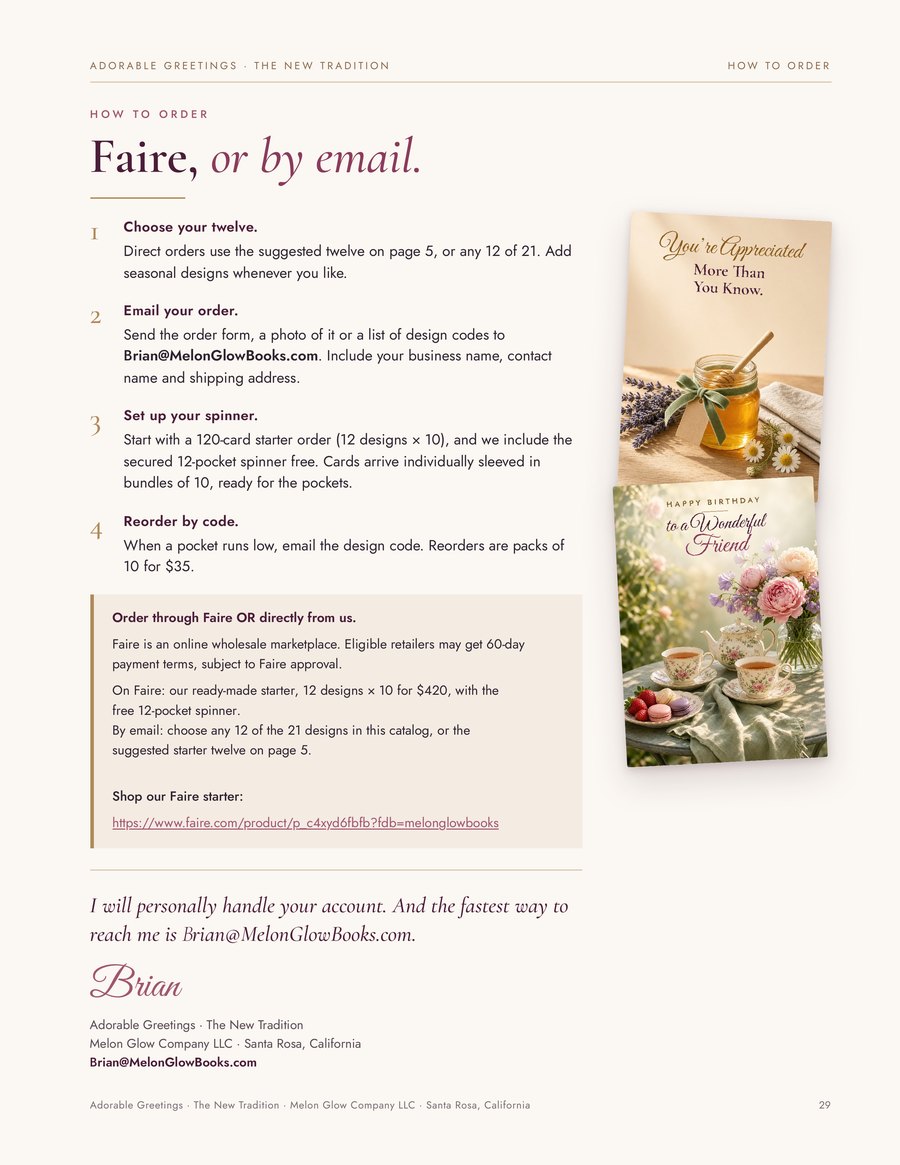 ADORABLE GREETINGS · THE NEW TRADITION
HOW TO ORDER
HOW TO ORDER
Faire, or by email.
1
Choose your twelve.
Direct orders use the suggested twelve on page 5, or any 12 of 21. Add
seasonal designs whenever you like.
2
Email your order.
Send the order form, a photo of it or a list of design codes to
Brian@MelonGlowBooks.com. Include your business name, contact
name and shipping address.
3
Set up your spinner.
Start with a 120-card starter order (12 designs × 10), and we include the
secured 12-pocket spinner free. Cards arrive individually sleeved in
bundles of 10, ready for the pockets.
4
Reorder by code.
When a pocket runs low, email the design code. Reorders are packs of
10 for $35.
Order through Faire OR directly from us.
Faire is an online wholesale marketplace. Eligible retailers may get 60-day
payment terms, subject to Faire approval.
On Faire: our ready-made starter, 12 designs × 10 for $420, with the
free 12-pocket spinner.
By email: choose any 12 of the 21 designs in this catalog, or the
suggested starter twelve on page 5.
Shop our Faire starter:
https://www.faire.com/product/p_c4xyd6fbfb?fdb=melonglowbooks
You're Appreciated
More Than
You Know.
HAPPY BIRTHDAY
to a Wonderful
Friend
I will personally handle your account. And the fastest way to
reach me is Brian@MelonGlowBooks.com.
Brian
Adorable Greetings · The New Tradition
Melon Glow Company LLC · Santa Rosa, California
Brian@MelonGlowBooks.com
Adorable Greetings · The New Tradition · Melon Glow Company LLC · Santa Rosa, California
29